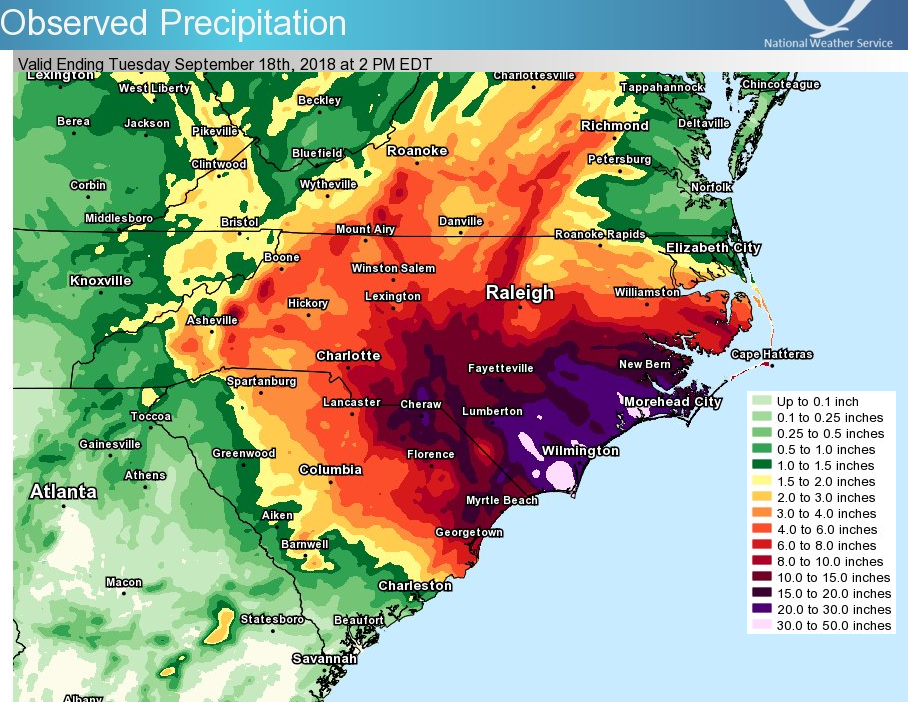 Observed Precipitation
National Weather Service
Valid Ending Tuesday September 18th, 2018 at 2 PM EDT
Lexington
Charlottesville
West Liberty
Tappahannock
Chincoteague
Beckley
Berea
Jackson
Pikeville
Richmond
Deltaville
Clintwood
Bluefield
Roanoke
Petersburg
Corbin
Wytheville
Norfolk
Middlesboro
Bristol
Mount Airy
Danville
Roanoke Rapids
Elizabeth City
Boone
Winston Salem
Knoxville
Hickory
Lexington
Raleigh
Williamston
Asheville
Charlotte
Cape Hatteras
Fayetteville
New Bern
Spartanburg
Lancaster
Cheraw
Lumberton
Morehead City
Toccoa
Gainesville
Greenwood
Florence
Wilmington
Athens
Columbia
Atlanta
Myrtle Beach
Aiken
Georgetown
Barnwell
Macon
Charleston
Statesboro
Beaufort
Savannah
Albany
Up to 0.1 inch
0.1 to 0.25 inches
0.25 to 0.5 inches
0.5 to 1.0 inches
1.0 to 1.5 inches
1.5 to 2.0 inches
2.0 to 3.0 inches
3.0 to 4.0 inches
4.0 to 6.0 inches
6.0 to 8.0 inches
8.0 to 10.0 inches
10.0 to 15.0 inches
15.0 to 20.0 inches
20.0 to 30.0 inches
30.0 to 50.0 inches